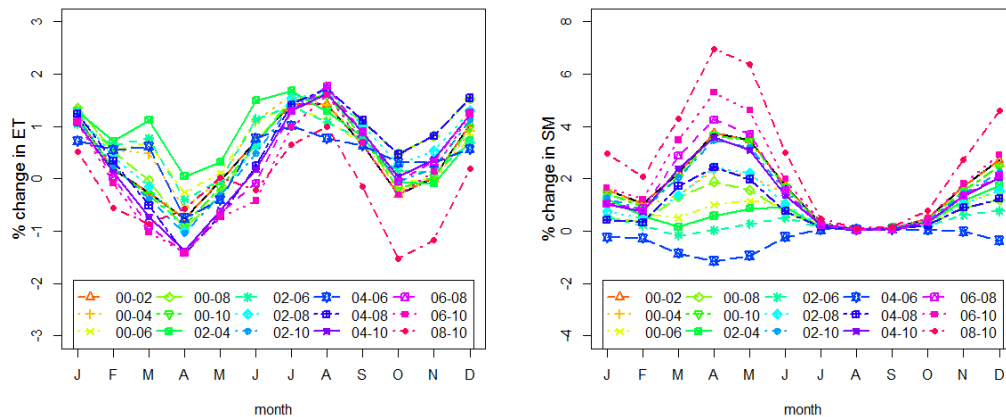 % change in ET
3
2
1
0
-1
-2
-3
00-02 00-08 02-06 04-06 06-08
00-04 00-10 02-08 04-08 06-10
00-06 02-04 02-10 04-10 08-10
J F M A M J J A S O N D
month
% change in SM
8
6
4
2
0
-2
-4
00-02 00-08 02-06 04-06 06-08
00-04 00-10 02-08 04-08 06-10
00-06 02-04 02-10 04-10 08-10
J F M A M J J A S O N D
month